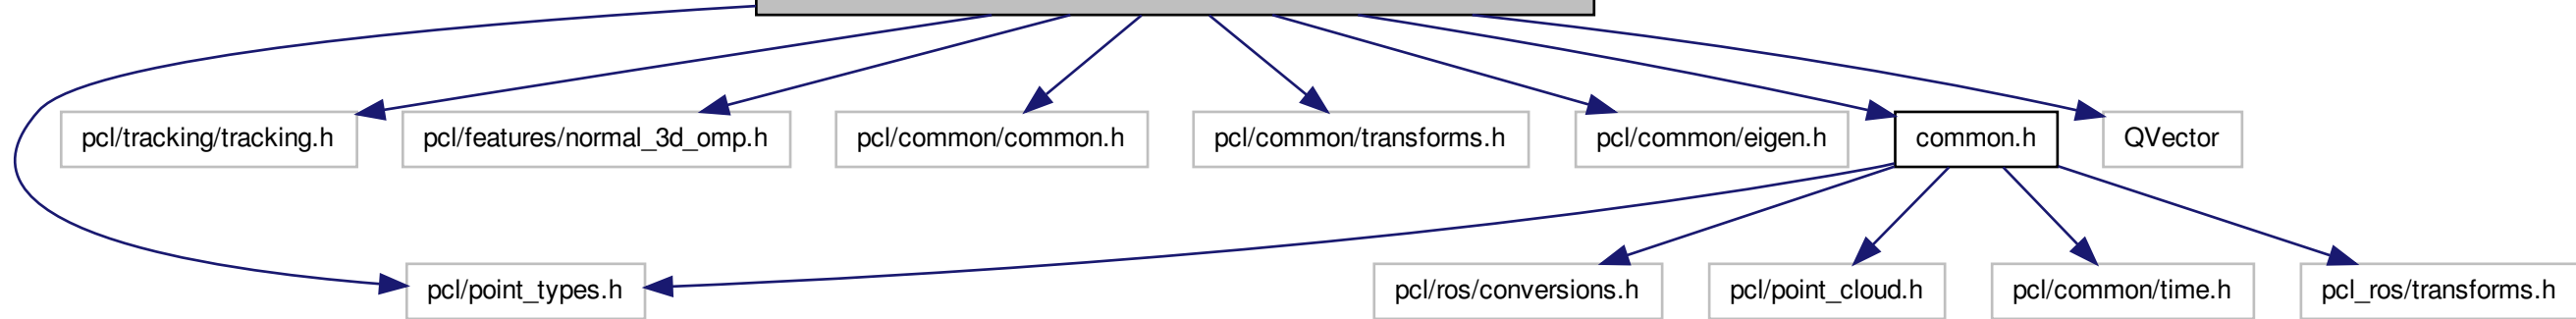 pcl/tracking/tracking.h
pcl/features/normal_3d_omp.h
pcl/common/common.h
pcl/common/transforms.h
pcl/common/eigen.h
common.h
QVector
pcl/point_types.h
pcl/ros/conversions.h
pcl/point_cloud.h
pcl/common/time.h
pcl_ros/transforms.h